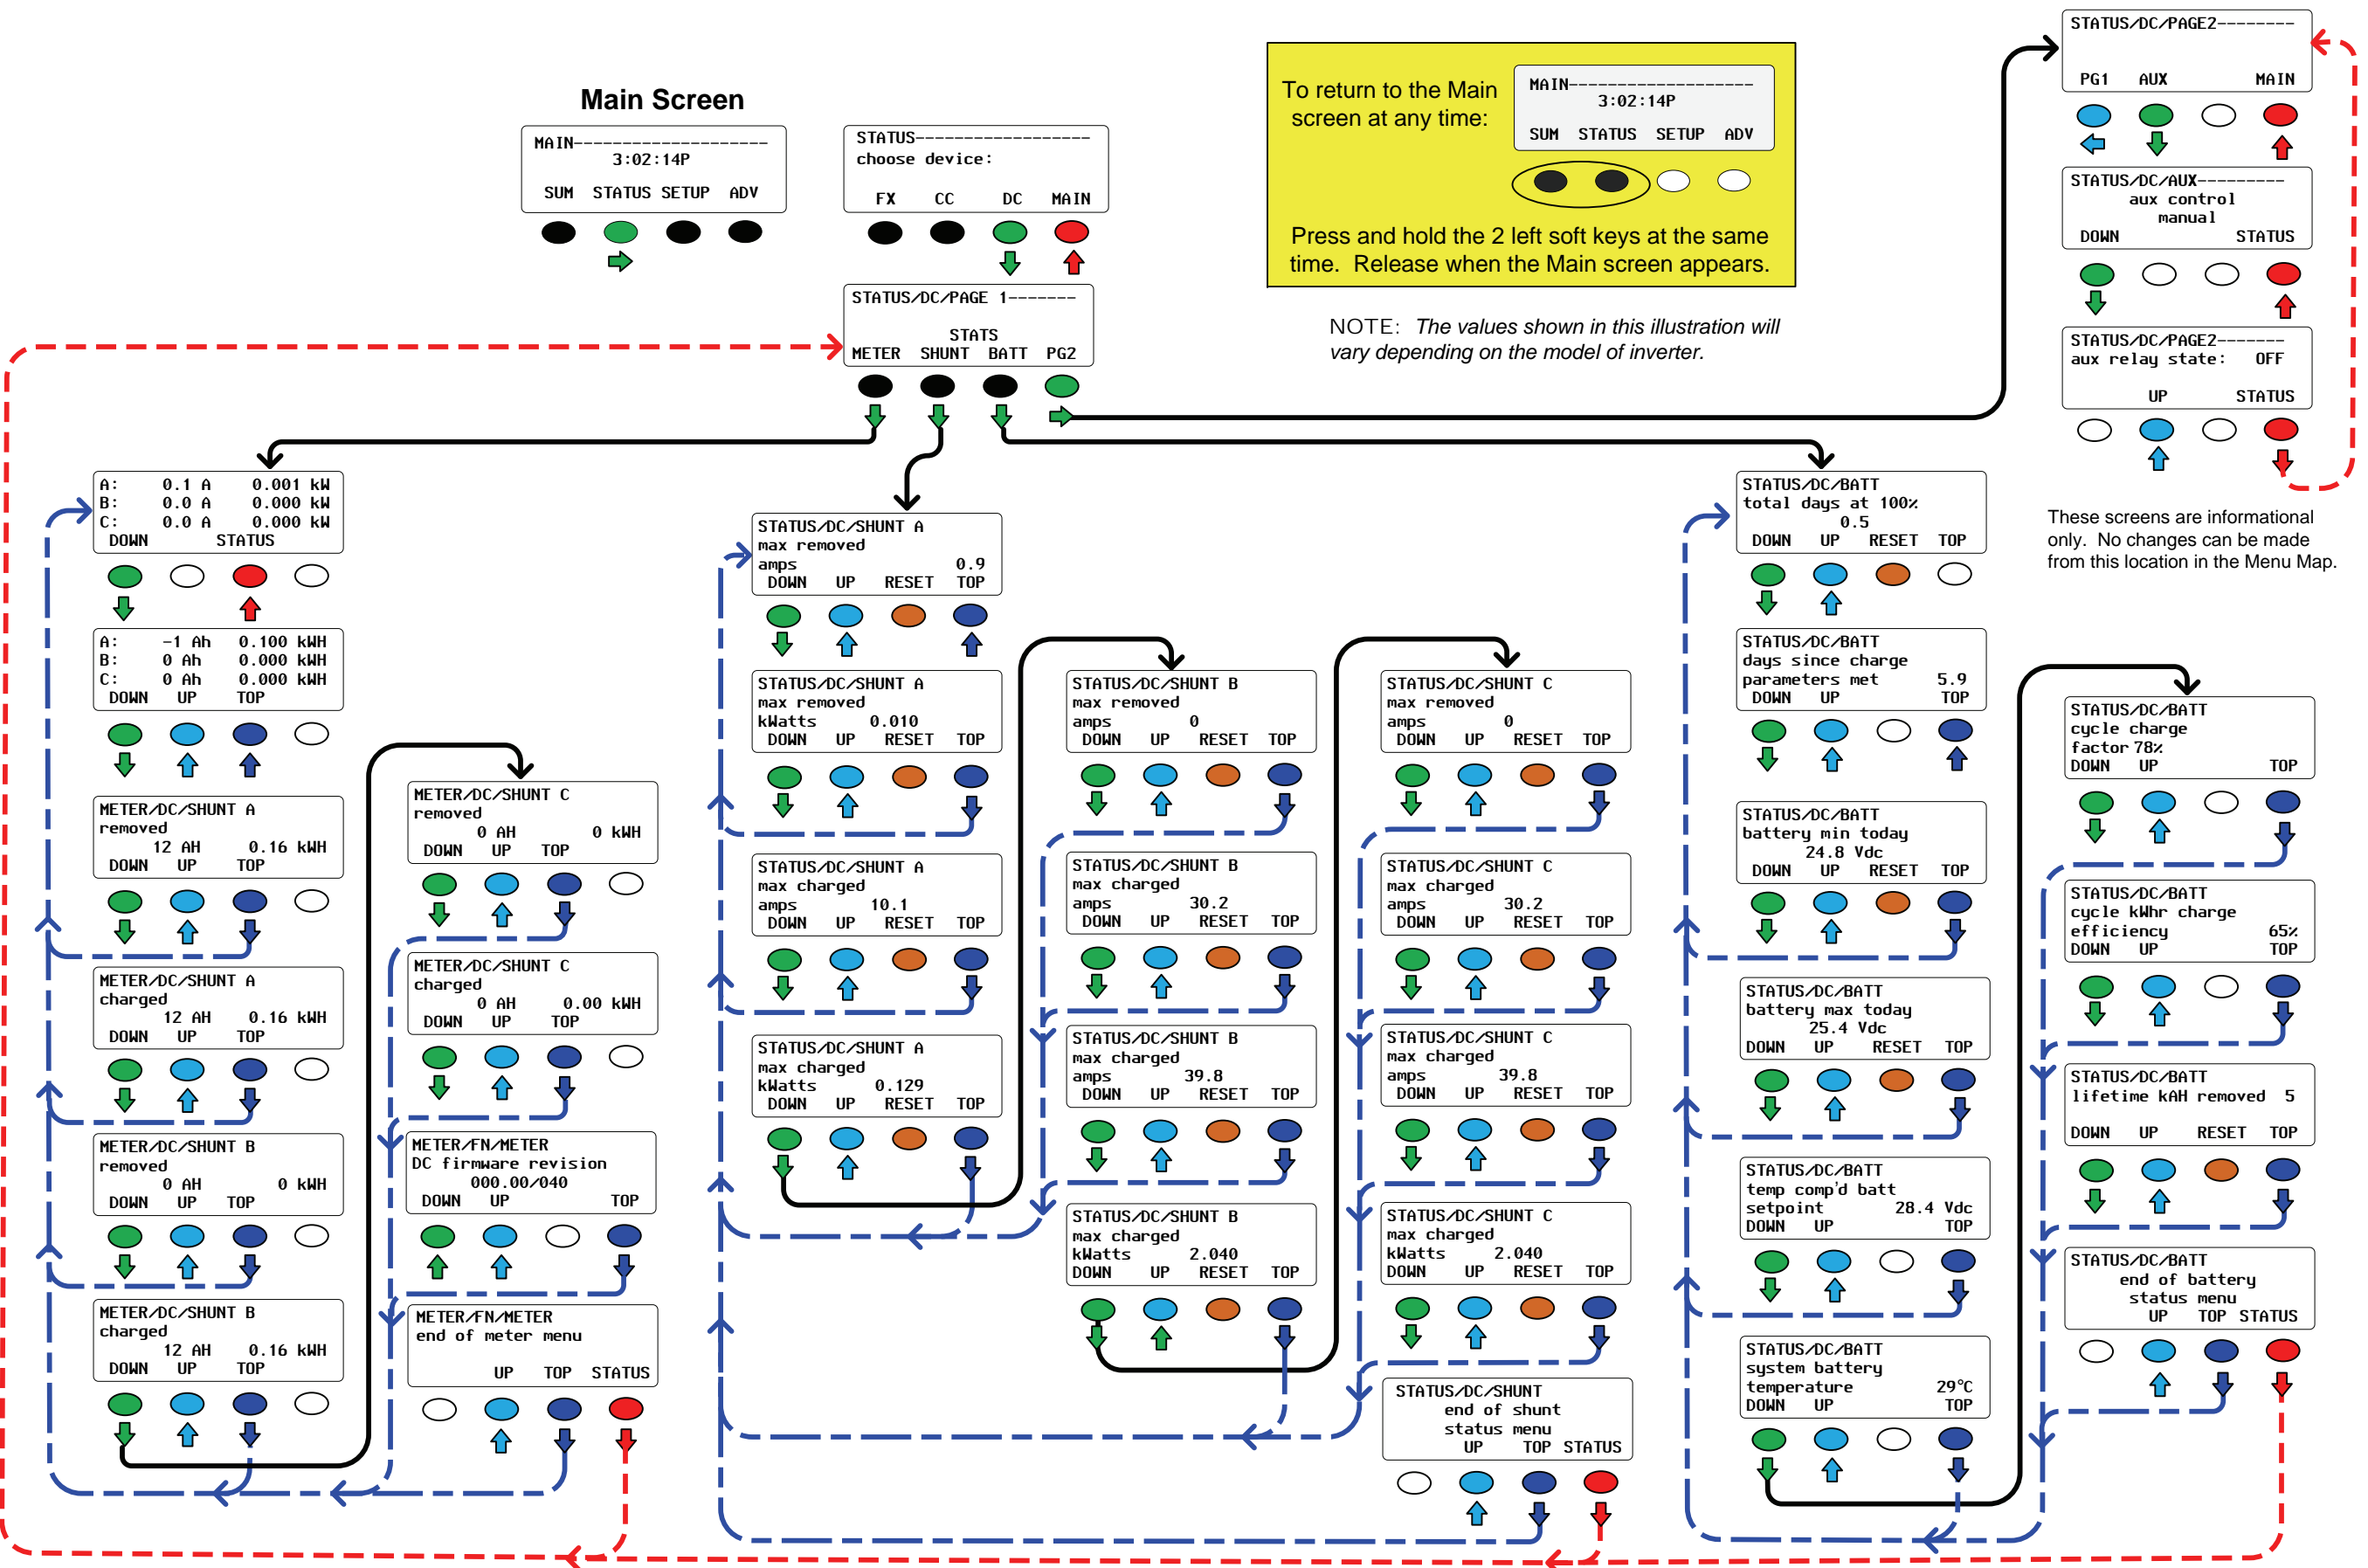 Main Screen
MAIN--------------------
3:02:14P
SUM STATUS SETUP ADV
STATUS------------------
choose device:
FX CC DC MAIN
STATUS/DC/PAGE 1-------
STATS
METER SHUNT BATT PG2
To return to the Main
screen at any time:
MAIN-------------------
3:02:14P
SUM STATUS SETUP ADV
Press and hold the 2 left soft keys at the same
time. Release when the Main screen appears.
NOTE: The values shown in this illustration will
vary depending on the model of inverter.
STATUS/DC/PAGE2--------
PG1 AUX MAIN
STATUS/DC/AUX---------
aux control
manual
DOWN STATUS
STATUS/DC/PAGE2-------
aux relay state: OFF
UP STATUS
These screens are informational
only. No changes can be made
from this location in the Menu Map.
A: 0.1 A 0.001 kW
B: 0.0 A 0.000 kW
C: 0.0 A 0.000 kW
DOWN STATUS
A: -1 Ah 0.100 kWH
B: 0 Ah 0.000 kWH
C: 0 Ah 0.000 kWH
DOWN UP TOP
METER/DC/SHUNT A
removed
12 AH 0.16 kWH
DOWN UP TOP
METER/DC/SHUNT A
charged
12 AH 0.16 kWH
DOWN UP TOP
METER/DC/SHUNT B
removed
0 AH 0 kWH
DOWN UP TOP
METER/DC/SHUNT B
charged
12 AH 0.16 kWH
DOWN UP TOP
METER/DC/SHUNT C
removed
0 AH 0 kWH
DOWN UP TOP
METER/DC/SHUNT C
charged
0 AH 0.00 kWH
DOWN UP TOP
METER/FN/METER
DC firmware revision
000.00/040
DOWN UP TOP
METER/FN/METER
end of meter menu
UP TOP STATUS
STATUS/DC/SHUNT A
max removed
amps 0.9
DOWN UP RESET TOP
STATUS/DC/SHUNT A
max removed
kWatts 0.010
DOWN UP RESET TOP
STATUS/DC/SHUNT A
max charged
amps 10.1
DOWN UP RESET TOP
STATUS/DC/SHUNT A
max charged
kWatts 0.129
DOWN UP RESET TOP
STATUS/DC/SHUNT B
max removed
amps 0
DOWN UP RESET TOP
STATUS/DC/SHUNT B
max charged
amps 30.2
DOWN UP RESET TOP
STATUS/DC/SHUNT B
max charged
amps 39.8
DOWN UP RESET TOP
STATUS/DC/SHUNT B
max charged
kWatts 2.040
DOWN UP RESET TOP
STATUS/DC/SHUNT C
max removed
amps 0
DOWN UP RESET TOP
STATUS/DC/SHUNT C
max charged
amps 30.2
DOWN UP RESET TOP
STATUS/DC/SHUNT C
max charged
amps 39.8
DOWN UP RESET TOP
STATUS/DC/SHUNT C
max charged
kWatts 2.040
DOWN UP RESET TOP
STATUS/DC/SHUNT
end of shunt
status menu
UP TOP STATUS
STATUS/DC/BATT
total days at 100%
0.5
DOWN UP RESET TOP
STATUS/DC/BATT
days since charge
parameters met 5.9
DOWN UP TOP
STATUS/DC/BATT
battery min today
24.8 Vdc
DOWN UP RESET TOP
STATUS/DC/BATT
battery max today
25.4 Vdc
DOWN UP RESET TOP
STATUS/DC/BATT
temp comp'd batt
setpoint 28.4 Vdc
DOWN UP TOP
STATUS/DC/BATT
system battery
temperature 29°C
DOWN UP TOP
STATUS/DC/BATT
cycle charge
factor 78%
DOWN UP TOP
STATUS/DC/BATT
cycle kWhr charge
efficiency 65%
DOWN UP TOP
STATUS/DC/BATT
lifetime kAH removed 5
DOWN UP RESET TOP
STATUS/DC/BATT
end of battery
status menu
UP TOP STATUS